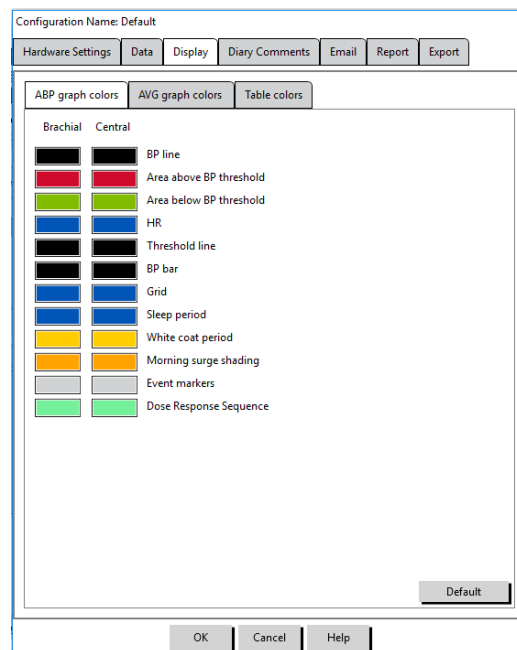 Configuration Name: Default
Hardware Settings Data Display Diary Comments Email Report Export
ABP graph colors AVG graph colors Table colors
Brachial Central
BP line
Area above BP threshold
Area below BP threshold
HR
Threshold line
BP bar
Grid
Sleep period
White coat period
Morning surge shading
Event markers
Dose Response Sequence
Default
OK Cancel Help